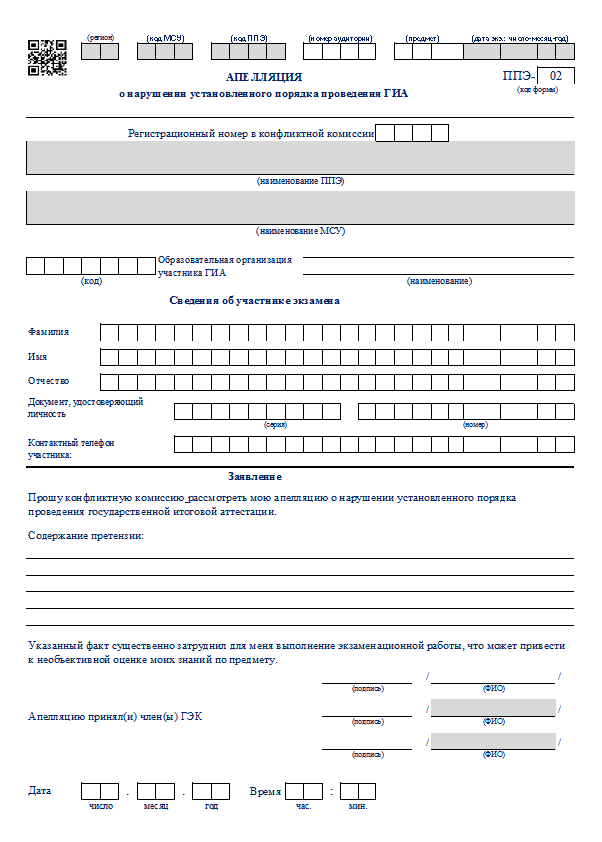 (регион) (код МСУ) (код ППЭ) (номер аудитории) (предмет) (дата экз.: число-месяц-год)
АПЕЛЛЯЦИЯ ППЭ- 02
о нарушении установленного порядка проведения ГИА (код формы)
Регистрационный номер в конфликтной комиссии
(наименование ППЭ)
(наименование МСУ)
Образовательная организация
участника ГИА
(код) (наименование)
Сведения об участнике экзамена
Фамилия
Имя
Отчество
Документ, удостоверяющий
личность
(серия) (номер)
Контактный телефон
участника:
Заявление
Прошу конфликтную комиссию рассмотреть мою апелляцию о нарушении установленного порядка
проведения государственной итоговой аттестации.
Содержание претензии:
Указанный факт существенно затруднил для меня выполнение экзаменационной работы, что может привести
к необъективной оценке моих знаний по предмету.
/ /
(подпись) (ФИО)
Апелляцию принял(и) член(ы) ГЭК / /
(подпись) (ФИО)
/ /
(подпись) (ФИО)
Дата . . Время :
число месяц год час. мин.